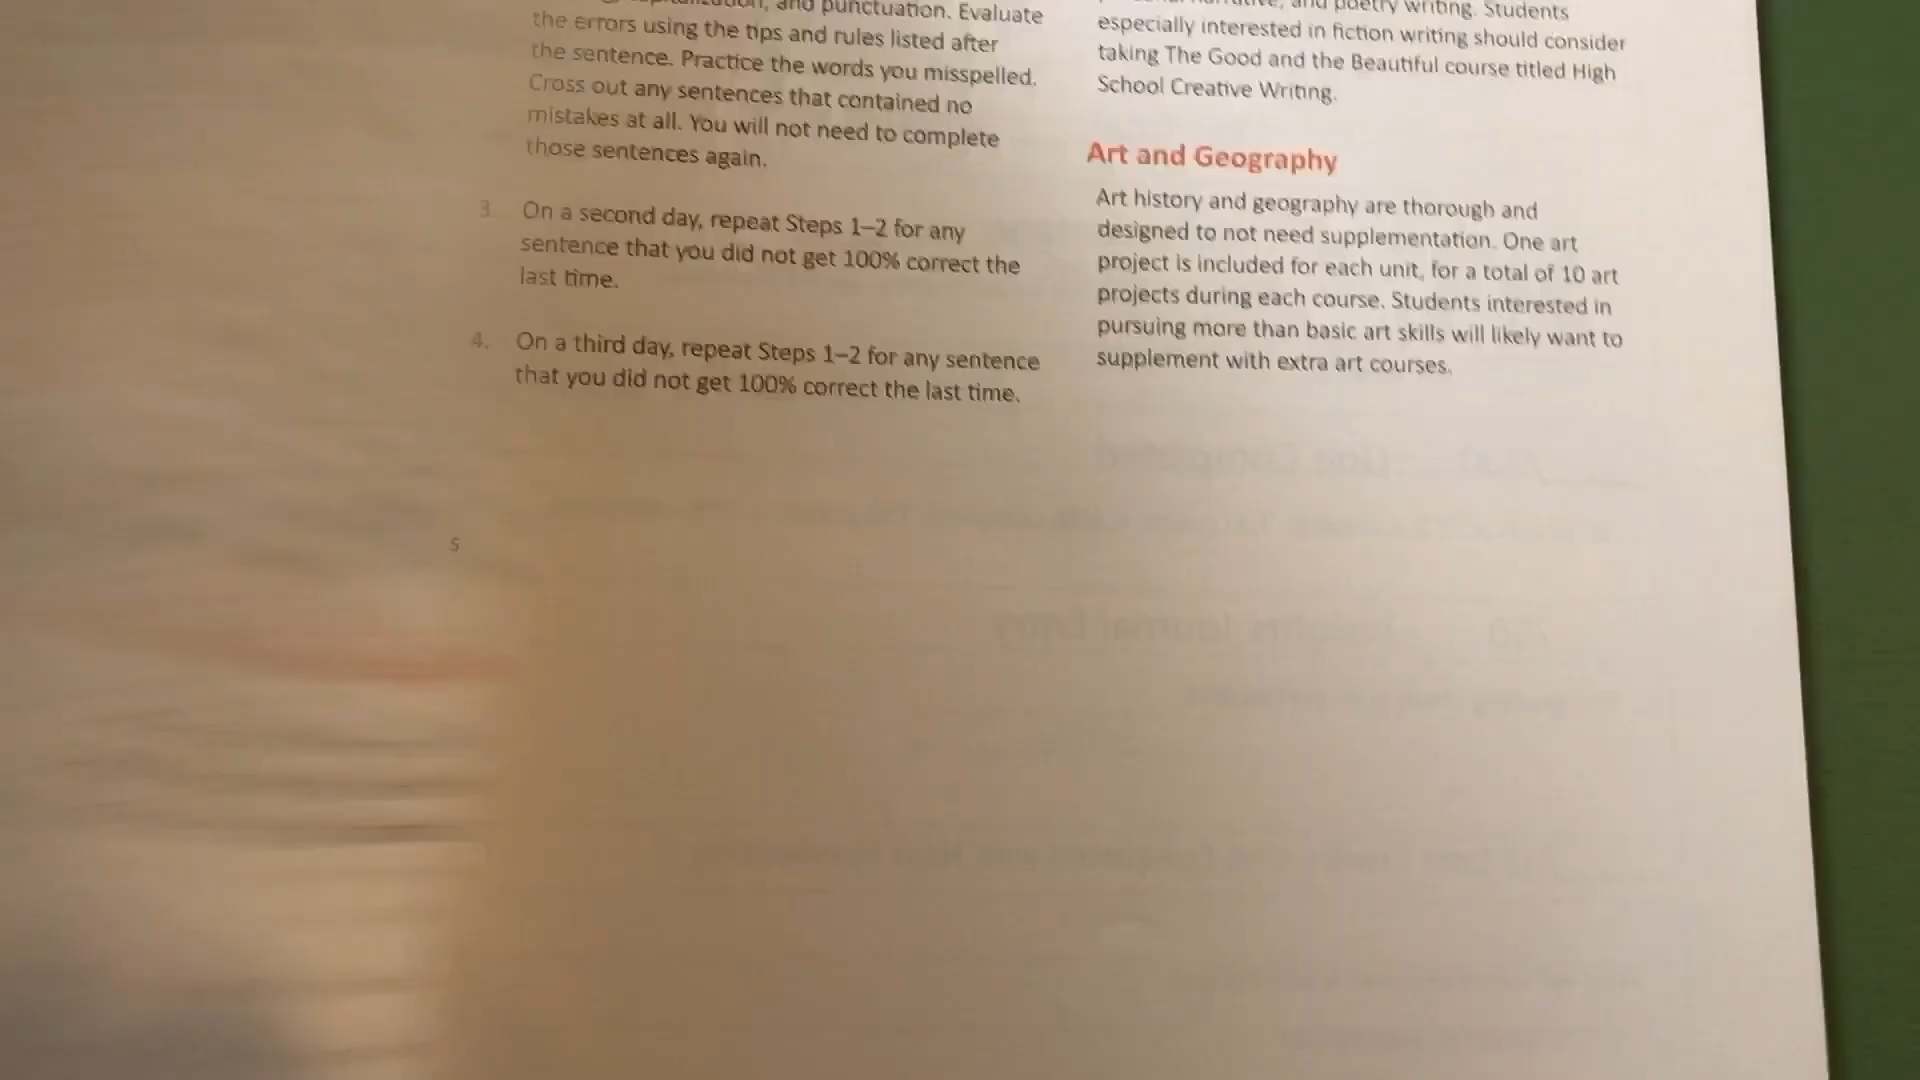 and punctuation. Evaluate
the errors using the tips and rules listed after
the sentence. Practice the words you misspelled.
Cross out any sentences that contained no
mistakes at all. You will not need to complete
those sentences again.
3. On a second day, repeat Steps 1–2 for any
sentence that you did not get 100% correct the
last time.
4. On a third day, repeat Steps 1–2 for any sentence
that you did not get 100% correct the last time.
5
and poetry writing. Students
especially interested in fiction writing should consider
taking The Good and the Beautiful course titled High
School Creative Writing.
Art and Geography
Art history and geography are thorough and
designed to not need supplementation. One art
project is included for each unit, for a total of 10 art
projects during each course. Students interested in
pursuing more than basic art skills will likely want to
supplement with extra art courses.